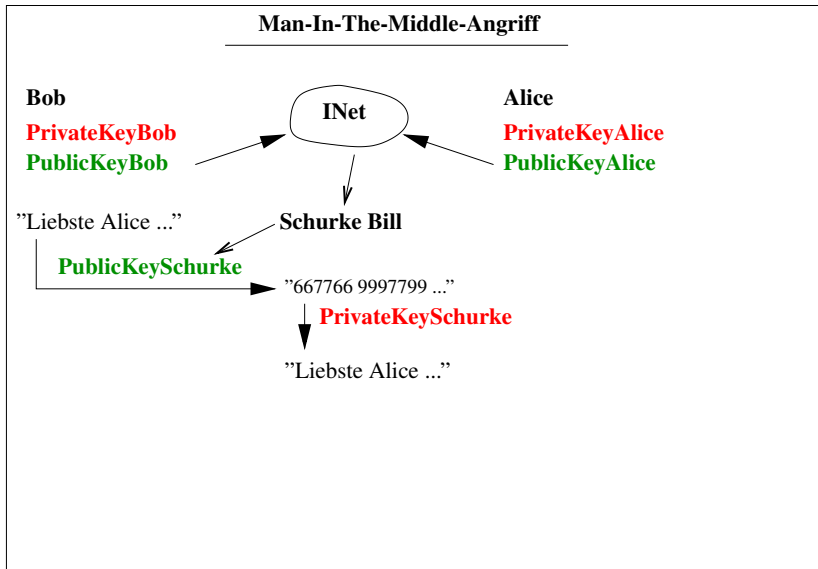 Man-In-The-Middle-Angriff
INet
Bob
Alice
PrivateKeyBob
PrivateKeyAlice
PublicKeyBob
PublicKeyAlice
”Liebste Alice ...”
Schurke Bill
PublicKeySchurke
”667766 9997799 ...”
PrivateKeySchurke
”Liebste Alice ...”